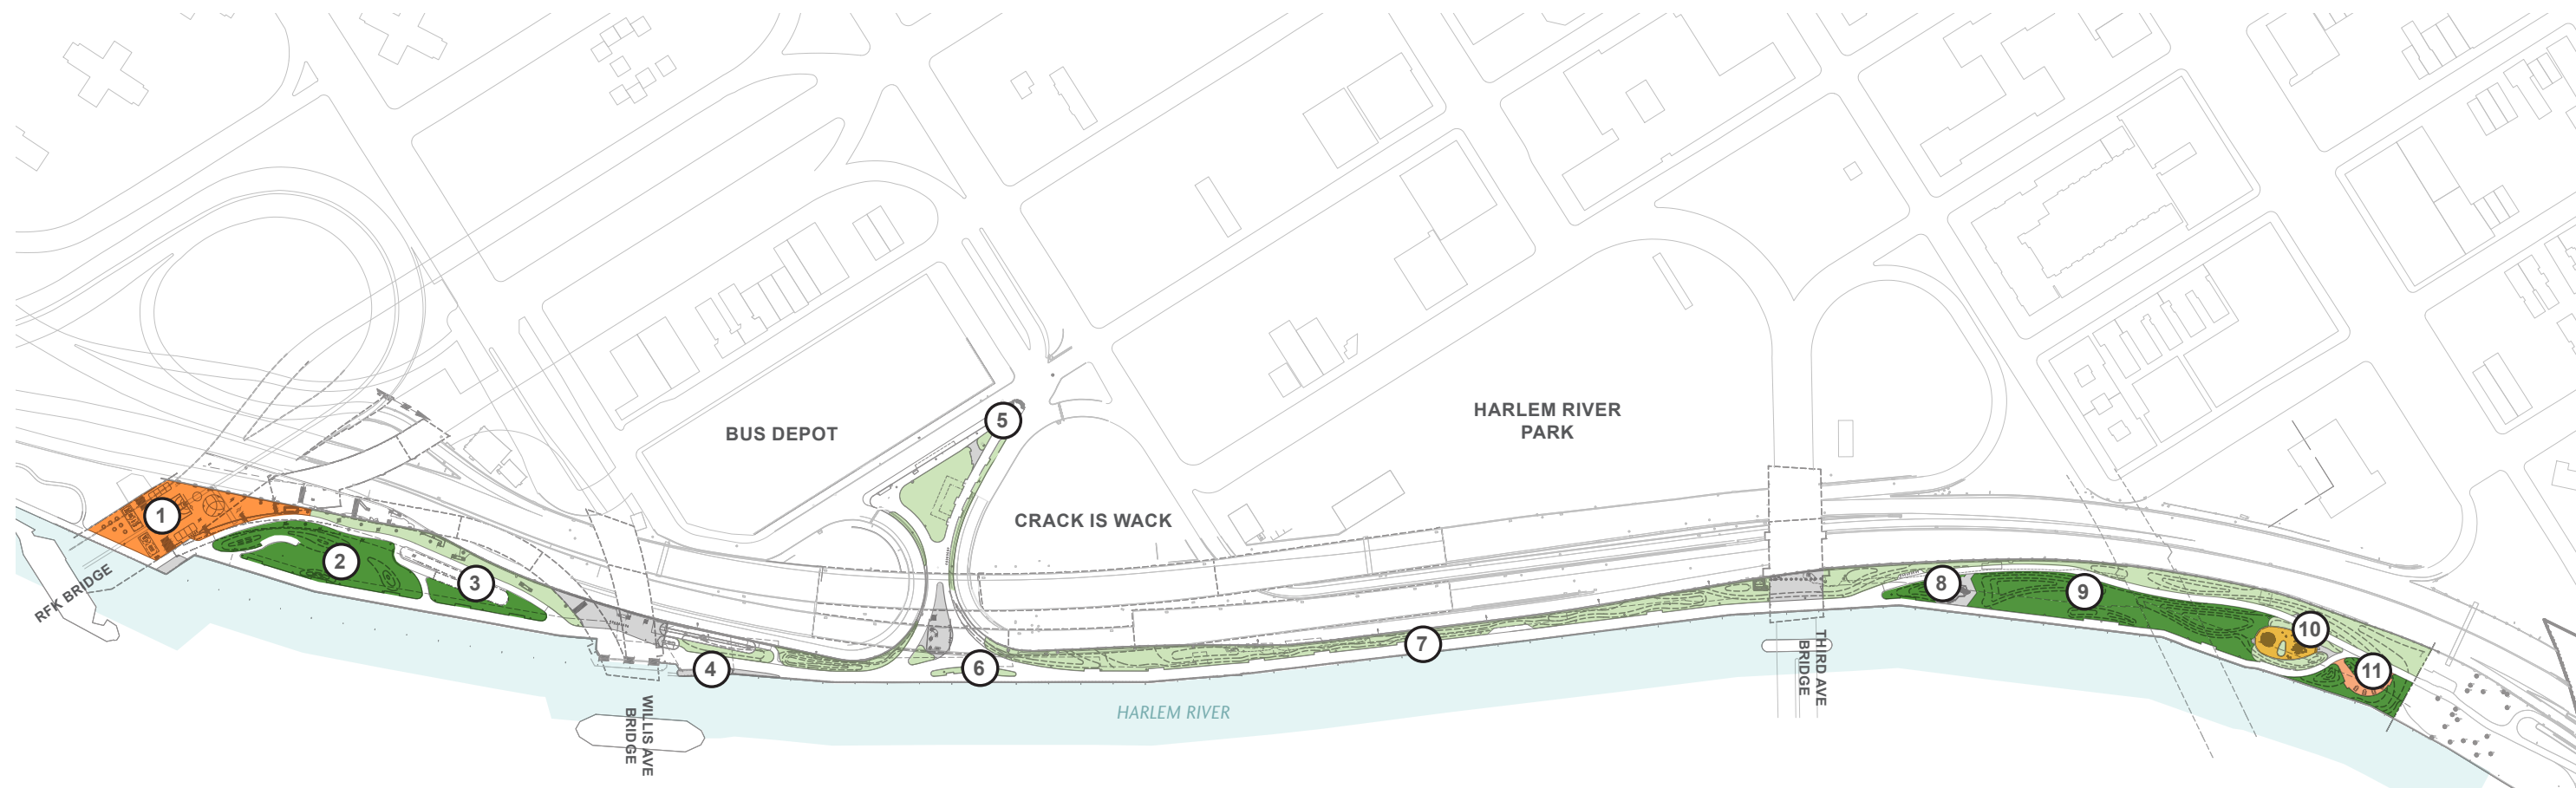 5
BUS DEPOT
HARLEM RIVER
PARK
1
CRACK IS WACK
2
3
RFK BRIDGE
4
6
7
8
9
10
11
WILLIS AVE
BRIDGE
THIRD AVE
BRIDGE
HARLEM RIVER